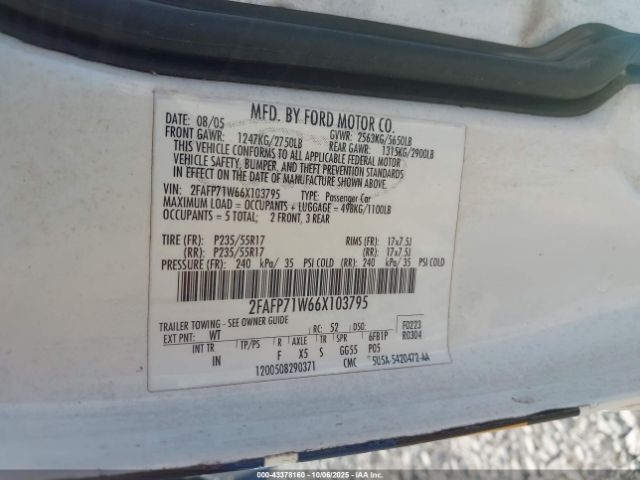 MFD. BY FORD MOTOR CO.
DATE: 08/05 GVWR: 2563KG/5650LB
FRONT GAWR: 1247KG/2750LB REAR GAWR: 1315KG/2900LB
THIS VEHICLE CONFORMS TO ALL APPLICABLE FEDERAL MOTOR
VEHICLE SAFETY, BUMPER, AND THEFT PREVENTION STANDARDS
IN EFFECT ON THE DATE OF MANUFACTURE SHOWN ABOVE.
VIN: 2FAFP71W66X103795 TYPE: Passenger Car
MAXIMUM LOAD = OCCUPANTS + LUGGAGE = 498KG/1100LB
OCCUPANTS = 5 TOTAL; 2 FRONT, 3 REAR
TIRE (FR): P235/55R17 RIMS (FR): 17x7.5J
(RR): P235/55R17 (RR): 17x7.5J
PRESSURE (FR): 240 kPa/ 35 PSI COLD (RR): 240 kPa/ 35 PSI COLD
2FAFP71W66X103795
TRAILER TOWING - SEE OWNER GUIDE
EXT PNT: WT RC: 52 DSO: F0223
INT TR TP/PS R AXLE TR SPR 6FB1P R0304
IN F X5 S GG55 P05
1200508290371 CMC 5U5A-5420472-AA
000-43378160 10/06/2025 ©IAAI.COM